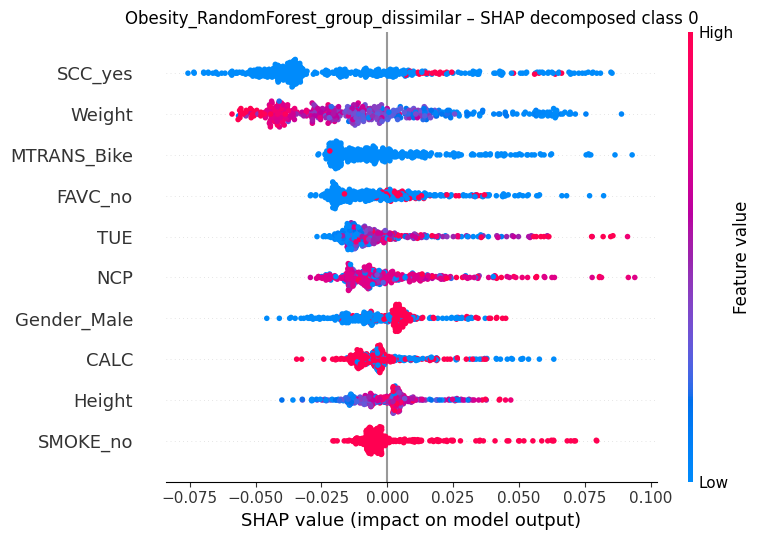 Obesity_RandomForest_group_dissimilar – SHAP decomposed class 0
High
SCC_yes
Weight
MTRANS_Bike
FAVC_no
TUE
NCP
Gender_Male
CALC
Height
SMOKE_no
Feature value
Low
−0.075 −0.050 −0.025 0.000 0.025 0.050 0.075 0.100
SHAP value (impact on model output)